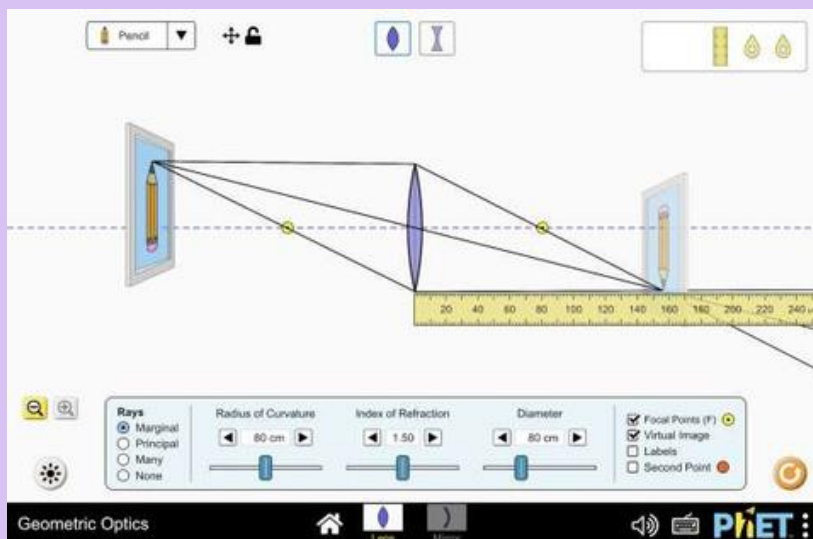 Pencil
20 40 60 80 100 120 140 160 180 200 220 240
Rays
Marginal
Principal
Many
None
Radius of Curvature
80 cm
Index of Refraction
1.50
Diameter
80 cm
Focal Points (F)
Virtual Image
Labels
Second Point
Geometric Optics
Lens
Mirror
PhET